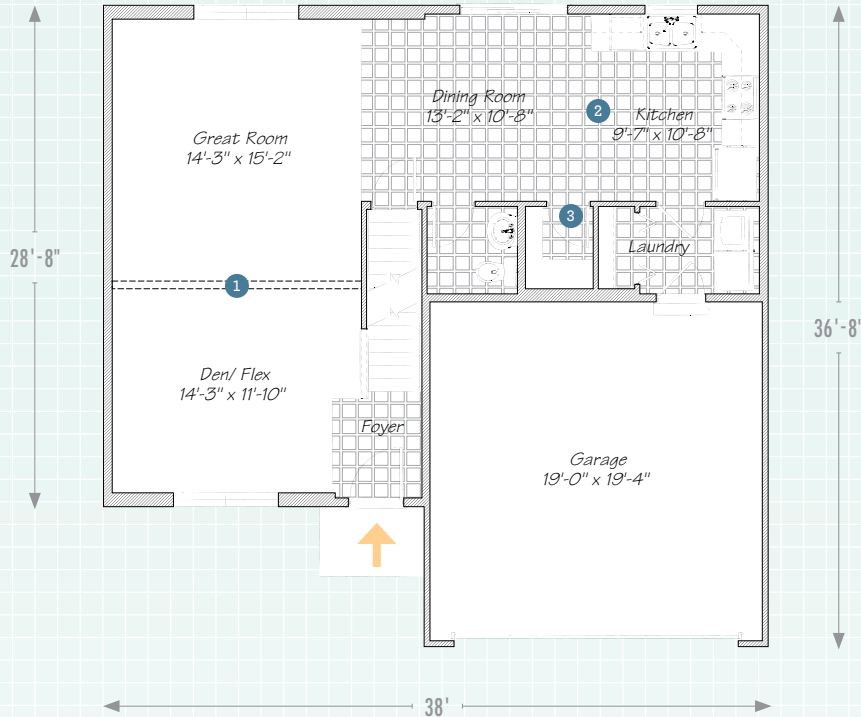 Dining Room
13'-2" x 10'-8"
2
Kitchen
9'-7" x 10'-8"
Great Room
14'-3" x 15'-2"
3
Laundry
28'-8"
1
36'-8"
Den/ Flex
14'-3" x 11'-10"
Foyer
Garage
19'-0" x 19'-4"
38'